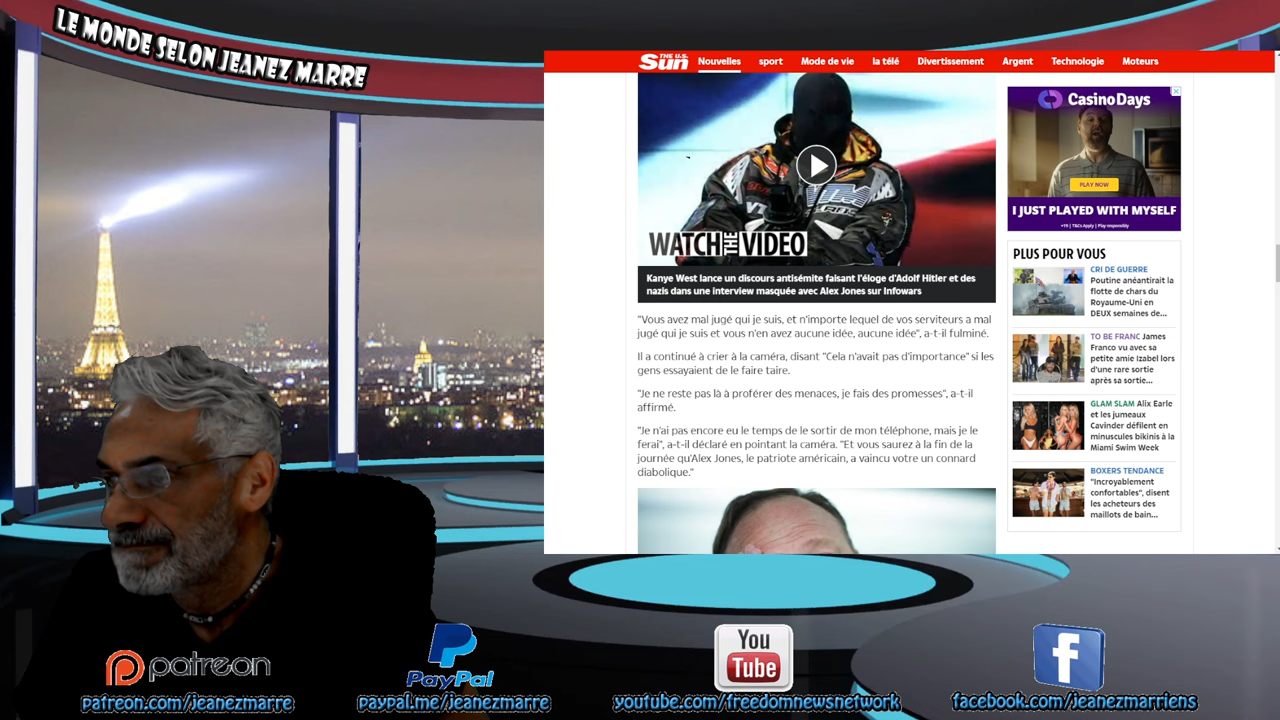 LE MONDE SELON JEANEZ MARRE
THE U.S. Sun
Nouvelles sport Mode de vie la télé Divertissement Argent Technologie Moteurs
WATCH THE VIDEO
Kanye West lance un discours antisémite faisant l'éloge d'Adolf Hitler et des
nazis dans une interview masquée avec Alex Jones sur Infowars
"Vous avez mal jugé qui je suis, et n'importe lequel de vos serviteurs a mal
jugé qui je suis et vous n'en avez aucune idée, aucune idée", a-t-il fulminé.
Il a continué à crier à la caméra, disant "Cela n'avait pas d'importance" si les
gens essayaient de le faire taire.
"Je ne reste pas là à proférer des menaces, je fais des promesses", a-t-il
affirmé.
"Je n'ai pas encore eu le temps de le sortir de mon téléphone, mais je le
ferai", a-t-il déclaré en pointant la caméra. "Et vous saurez à la fin de la
journée qu'Alex Jones, le patriote américain, a vaincu votre un connard
diabolique."
CasinoDays
PLAY NOW
I JUST PLAYED WITH MYSELF
+19 | T&Cs Apply | Play responsibly
PLUS POUR VOUS
CRI DE GUERRE
Poutine anéantirait la
flotte de chars du
Royaume-Uni en
DEUX semaines de...
TO BE FRANC James
Franco vu avec sa
petite amie Izabel lors
d'une rare sortie
après sa sortie...
GLAM SLAM Alix Earle
et les jumeaux
Cavinder défilent en
minuscules bikinis à la
Miami Swim Week
BOXERS TENDANCE
"Incroyablement
confortables", disent
les acheteurs des
maillots de bain...
patreon
patreon.com/jeanezmarre
PayPal
paypal.me/jeanezmarre
You
Tube
youtube.com/freedomnewsnetwork
f
facebook.com/jeanezmarriens